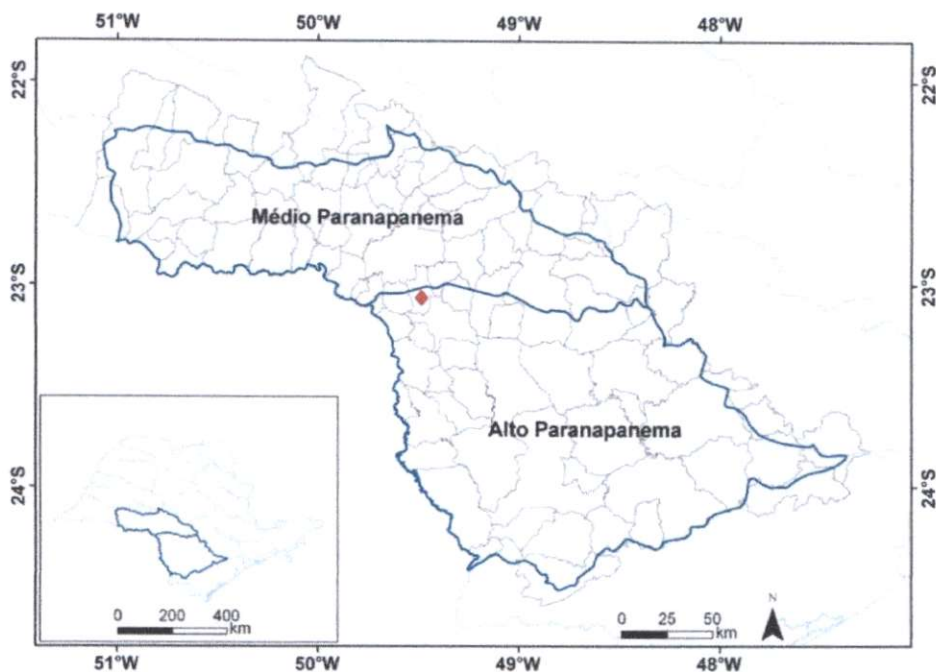 51°W 50°W 49°W 48°W
22°S 22°S
Médio Paranapanema
23°S 23°S
Alto Paranapanema
24°S 24°S
N
0 200 400
km
0 25 50
km
51°W 50°W 49°W 48°W